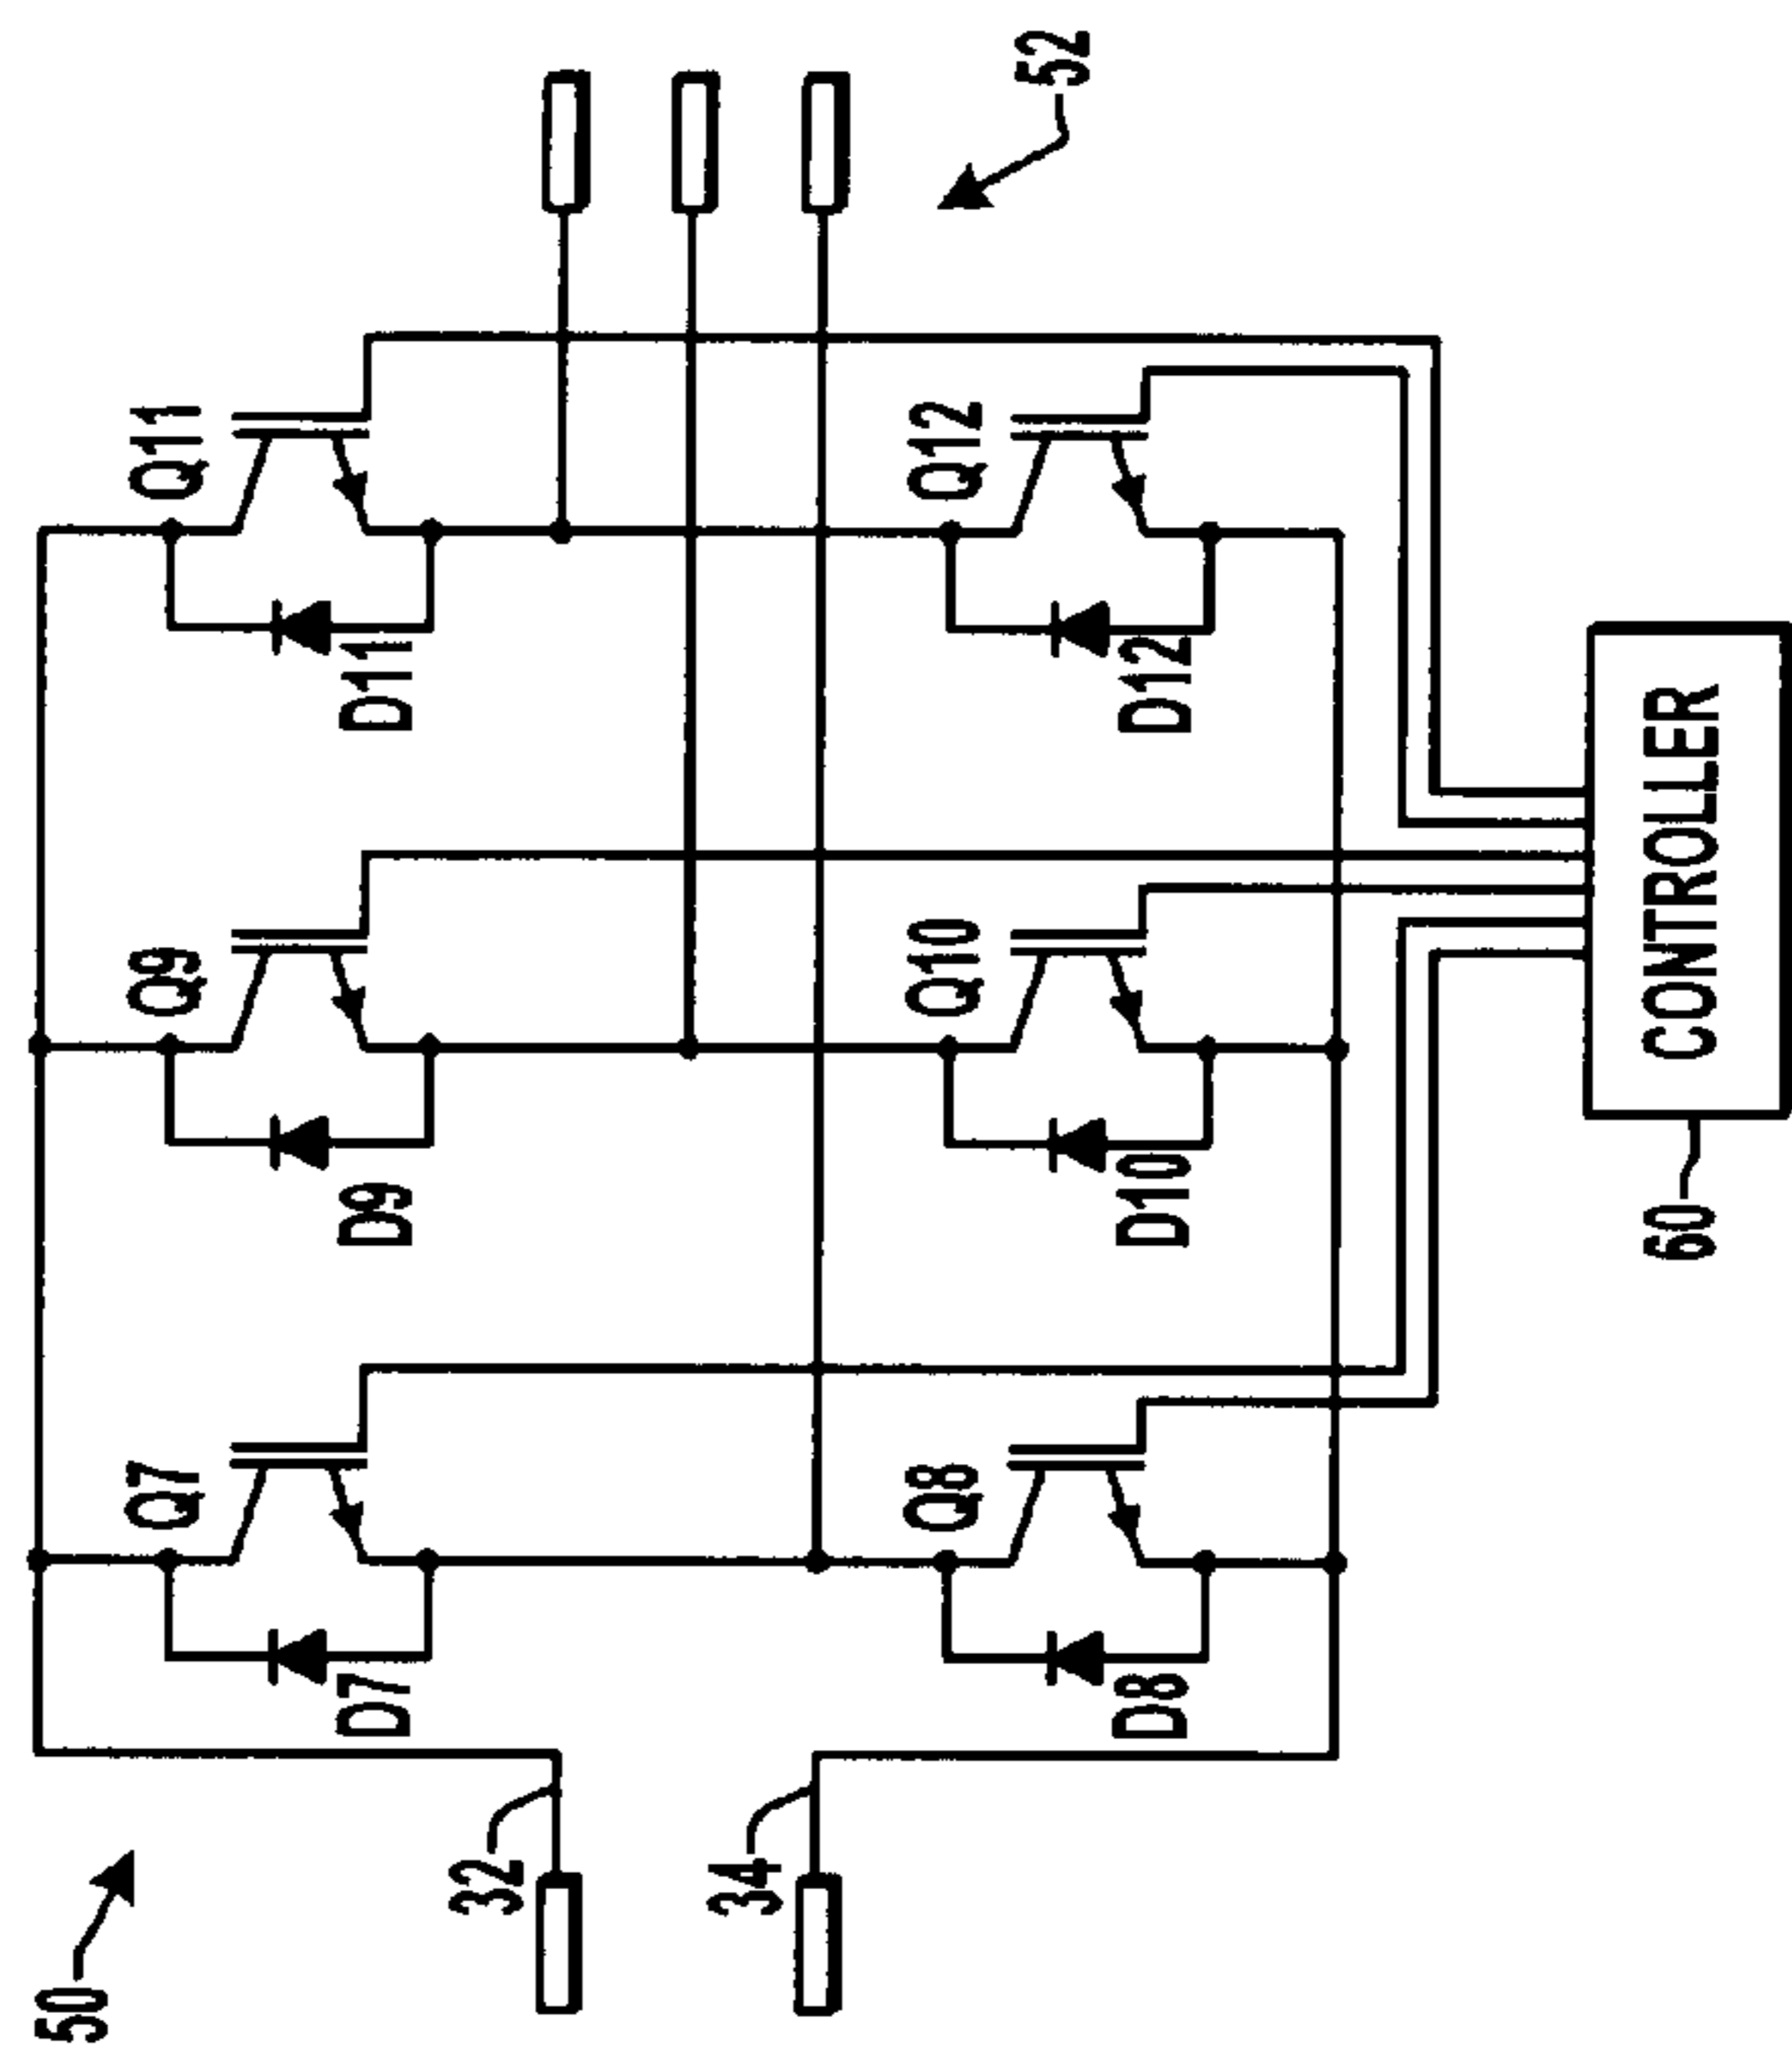 50
52
Q7
Q9
Q11
D7
D9
D11
32
34
Q8
Q10
Q12
D8
D10
D12
60
CONTROLLER